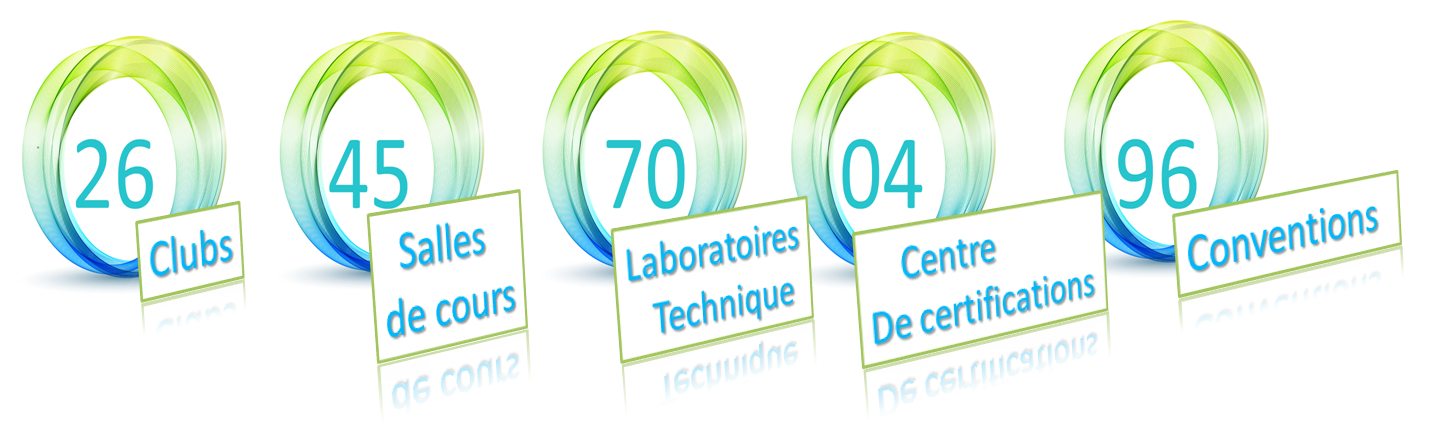 26
Clubs
45
Salles
de cours
70
Laboratoires
Technique
04
Centre
De certifications
96
Conventions